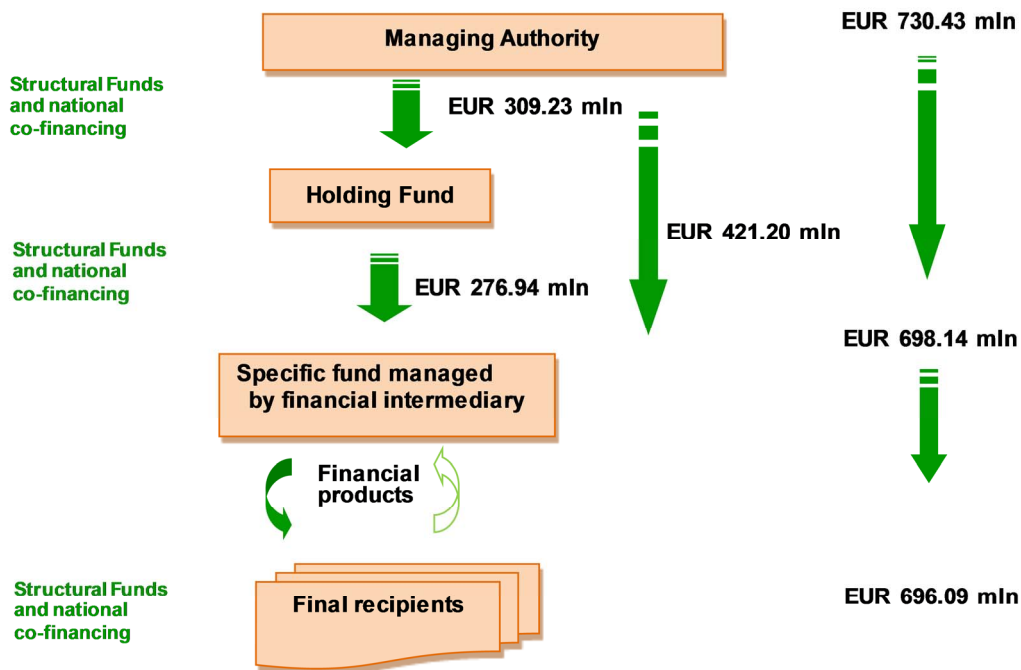 Managing Authority
EUR 730.43 mln
Structural Funds
and national
co-financing
EUR 309.23 mln
Holding Fund
EUR 421.20 mln
Structural Funds
and national
co-financing
EUR 276.94 mln
EUR 698.14 mln
Specific fund managed
by financial intermediary
Financial
products
Structural Funds
and national
co-financing
Final recipients
EUR 696.09 mln